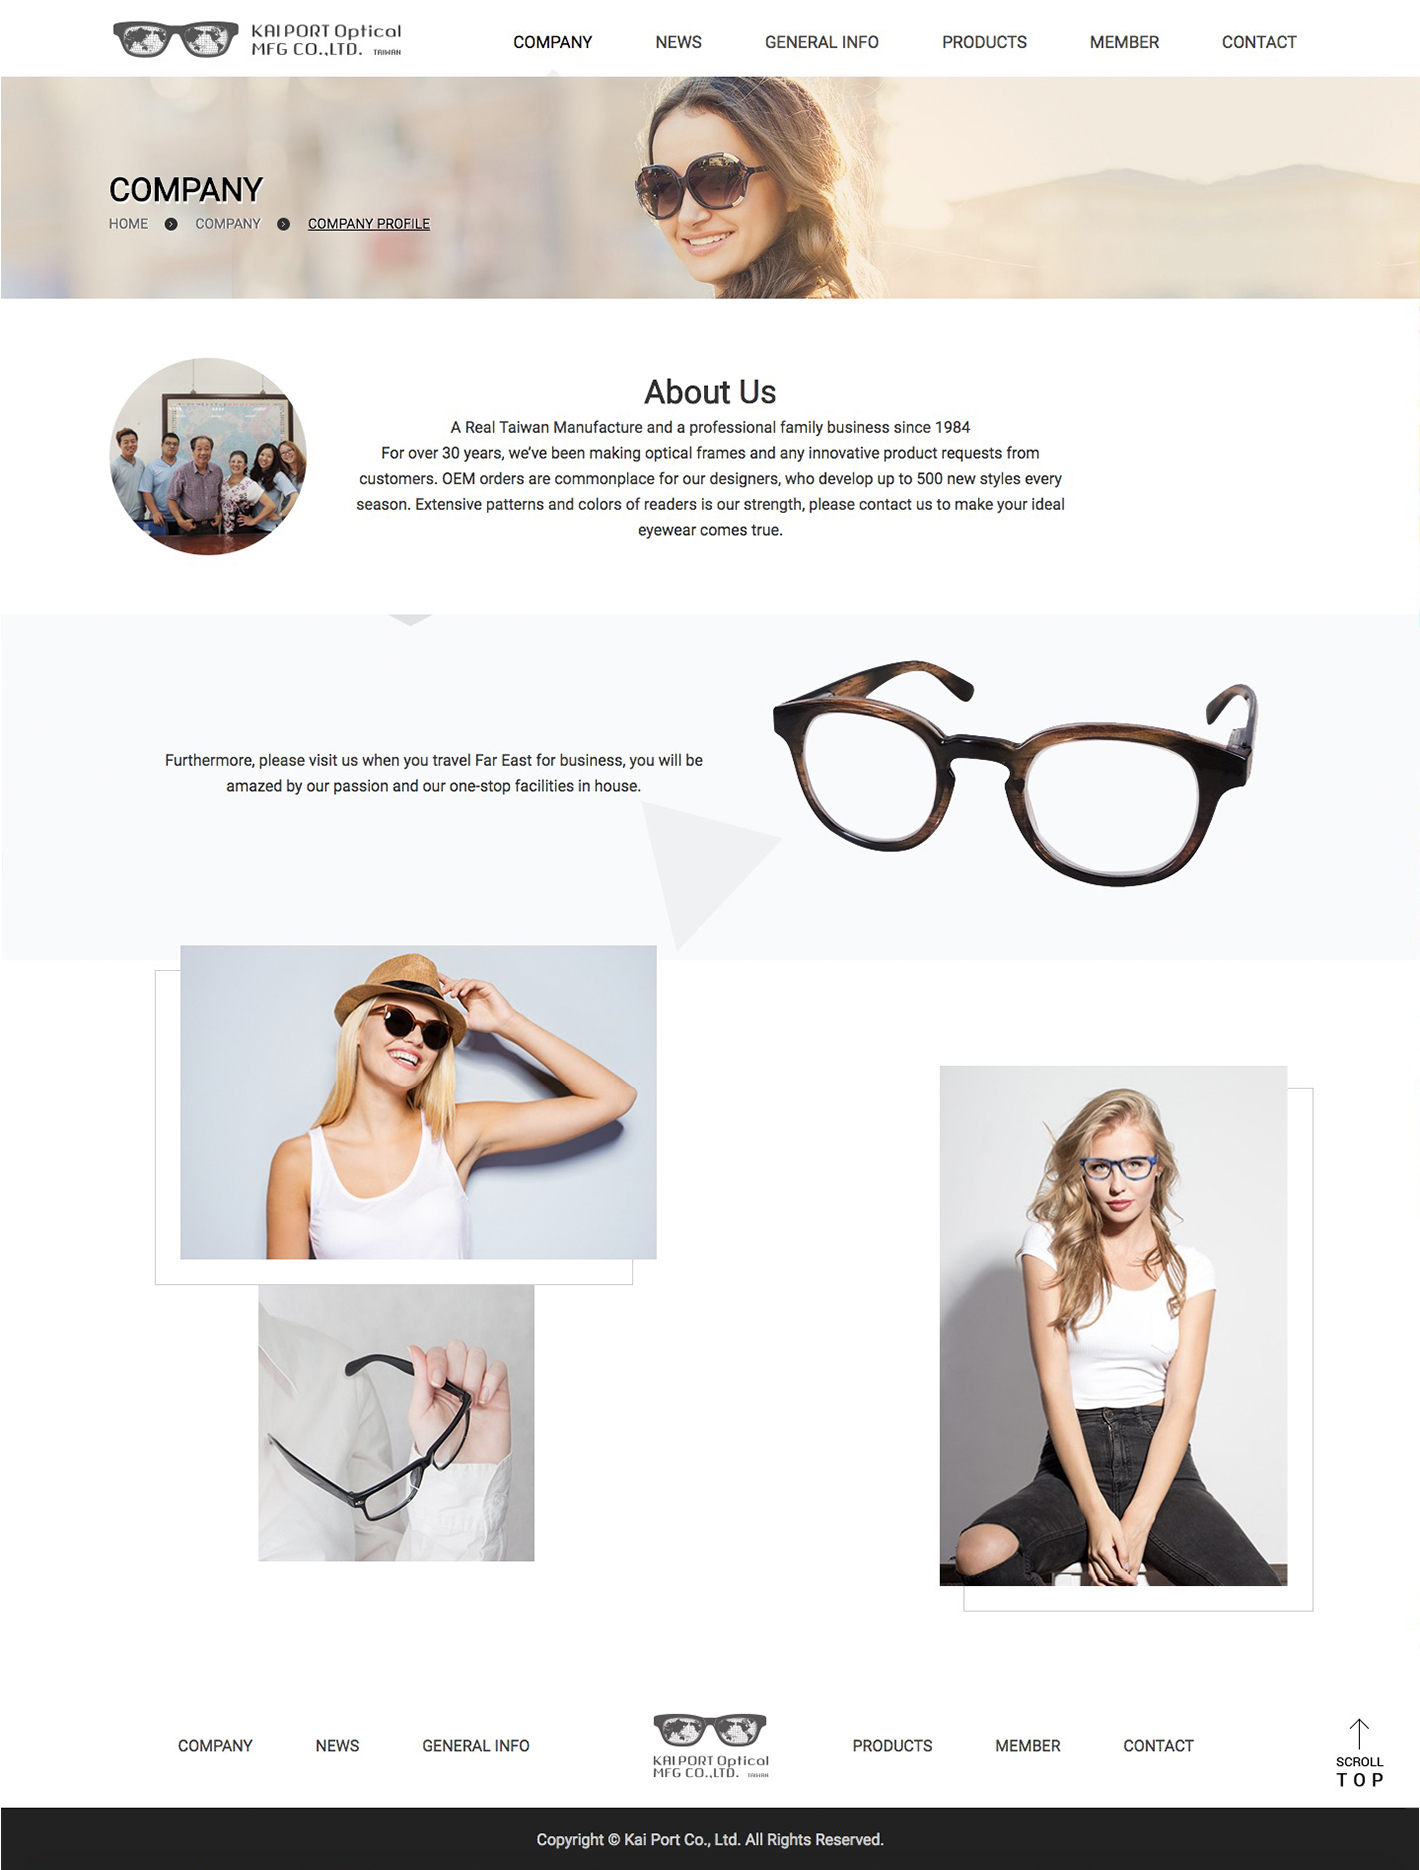 KAIPORT Optical
MFG CO.,LTD. TAIWAN
COMPANY NEWS GENERAL INFO PRODUCTS MEMBER CONTACT
COMPANY
HOME COMPANY COMPANY PROFILE
About Us
A Real Taiwan Manufacture and a professional family business since 1984
For over 30 years, we've been making optical frames and any innovative product requests from
customers. OEM orders are commonplace for our designers, who develop up to 500 new styles every
season. Extensive patterns and colors of readers is our strength, please contact us to make your ideal
eyewear comes true.
Furthermore, please visit us when you travel Far East for business, you will be
amazed by our passion and our one-stop facilities in house.
COMPANY NEWS GENERAL INFO
KAIPORT Optical
MFG CO.,LTD. TAIWAN
PRODUCTS MEMBER CONTACT
SCROLL
TOP
Copyright © Kai Port Co., Ltd. All Rights Reserved.